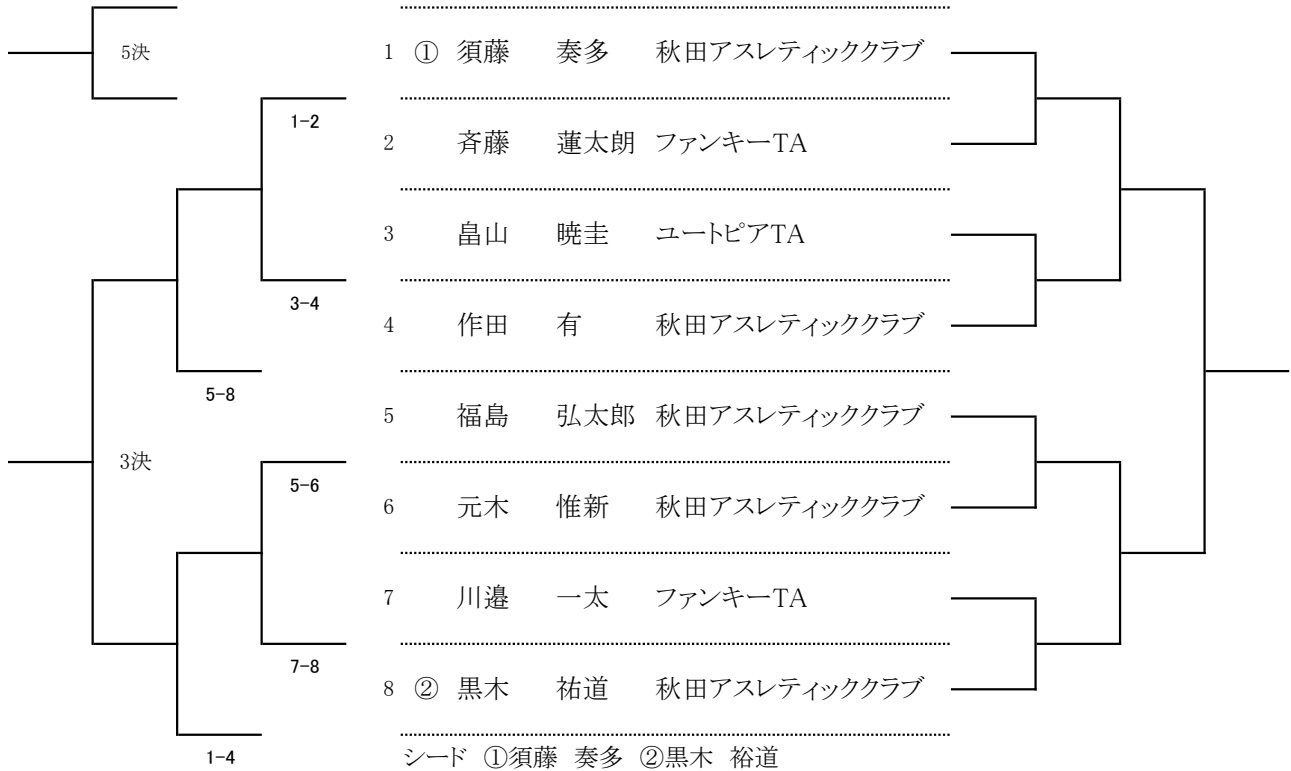 5決
1 ① 須藤 奏多 秋田アスレティッククラブ
1-2
2 斉藤 蓮太朗 ファンキーTA
3 畠山 暁圭 ユートピアTA
3-4
4 作田 有 秋田アスレティッククラブ
5-8
5 福島 弘太郎 秋田アスレティッククラブ
3決
5-6
6 元木 惟新 秋田アスレティッククラブ
7 川邉 一太 ファンキーTA
7-8
8 ② 黒木 祐道 秋田アスレティッククラブ
1-4
シード ①須藤 奏多 ②黒木 裕道